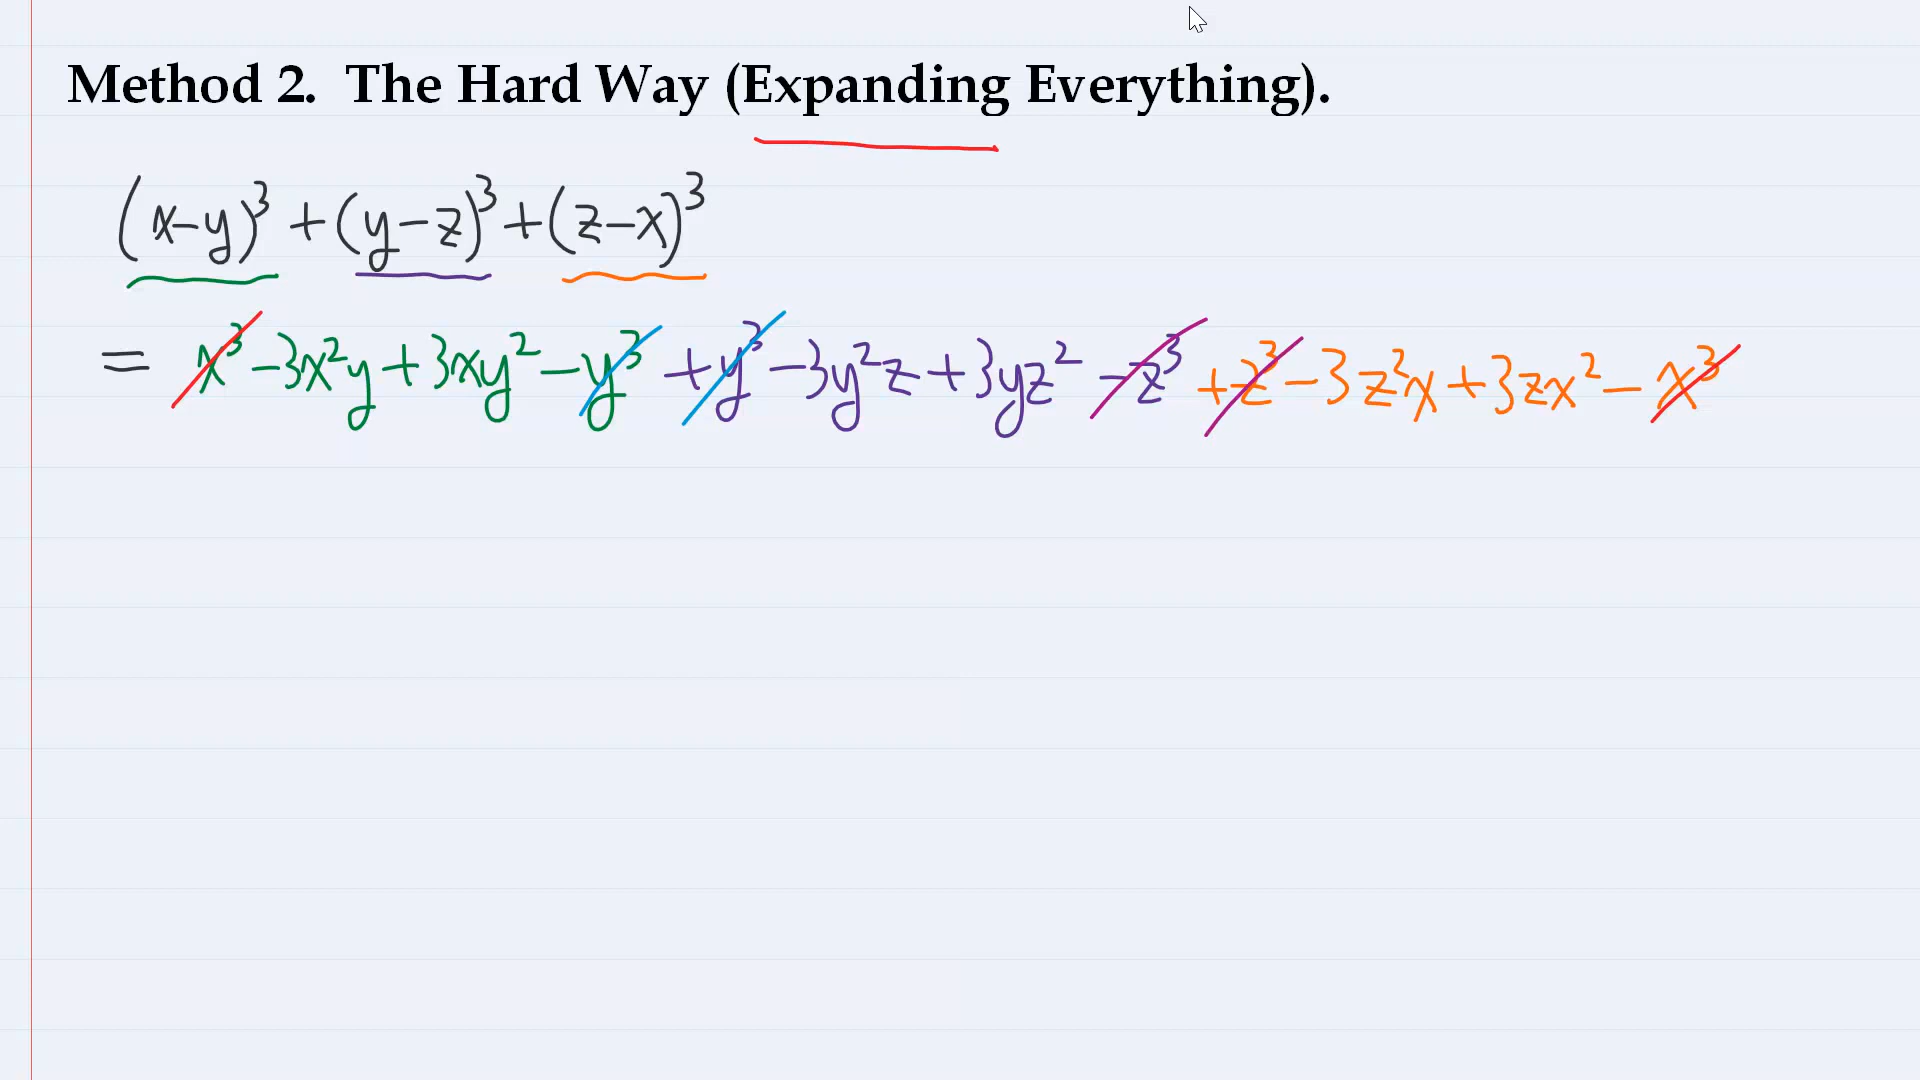 Method 2. The Hard Way (Expanding Everything).
(x-y)³ + (y-z)³ + (z-x)³
= x³ - 3x²y + 3xy² - y³ + y³ - 3y²z + 3yz² - z³ + z³ - 3z²x + 3zx² - x³